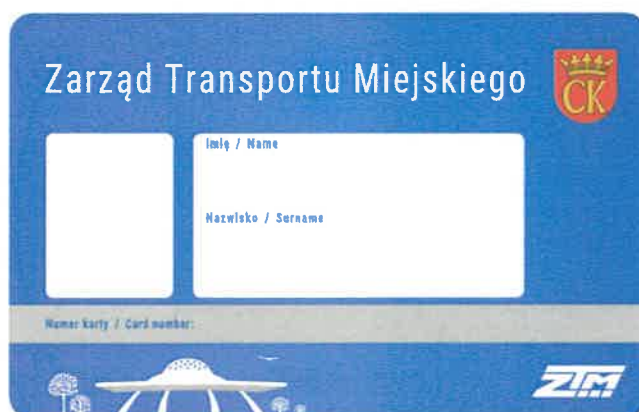 Zarząd Transportu Miejskiego
CK
Imię / Name
Nazwisko / Surname
Numer karty / Card number:
ZTM